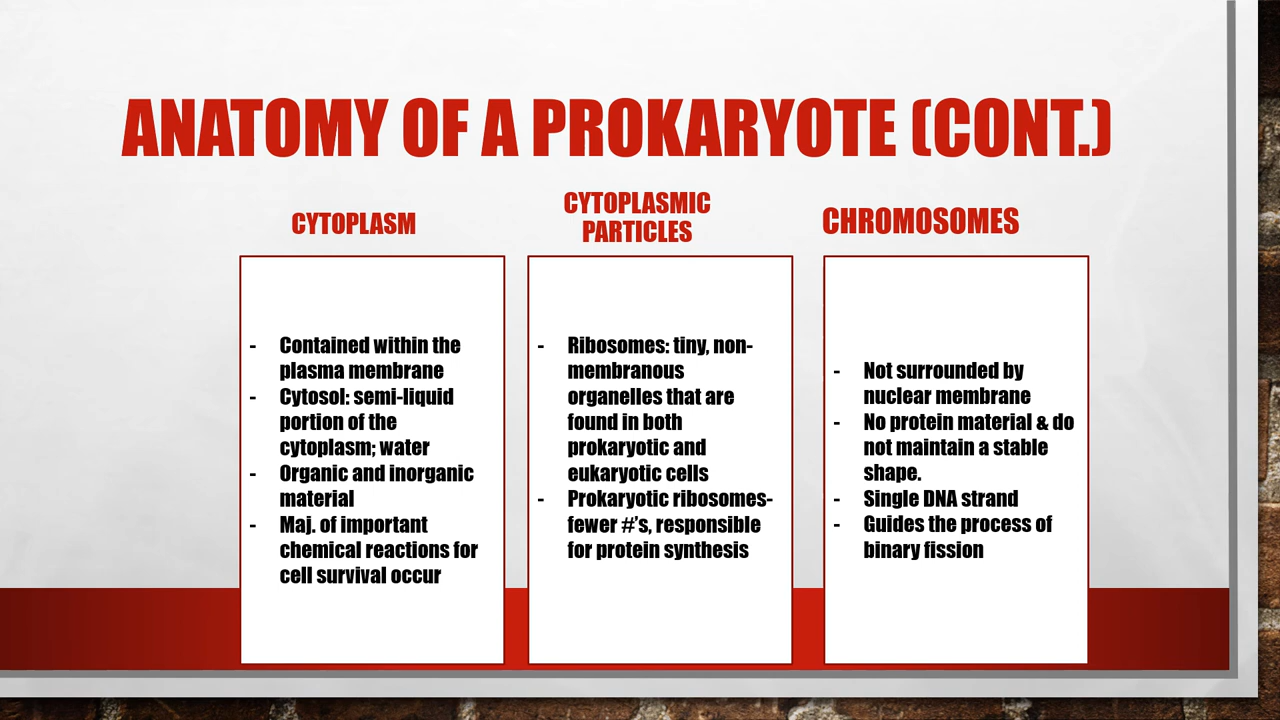 ANATOMY OF A PROKARYOTE (CONT.)
CYTOPLASM
- Contained within the
plasma membrane
- Cytosol: semi-liquid
portion of the
cytoplasm; water
- Organic and inorganic
material
- Maj. of important
chemical reactions for
cell survival occur
CYTOPLASMIC
PARTICLES
- Ribosomes: tiny, non-
membranous
organelles that are
found in both
prokaryotic and
eukaryotic cells
- Prokaryotic ribosomes-
fewer #'s, responsible
for protein synthesis
CHROMOSOMES
- Not surrounded by
nuclear membrane
- No protein material & do
not maintain a stable
shape.
- Single DNA strand
- Guides the process of
binary fission